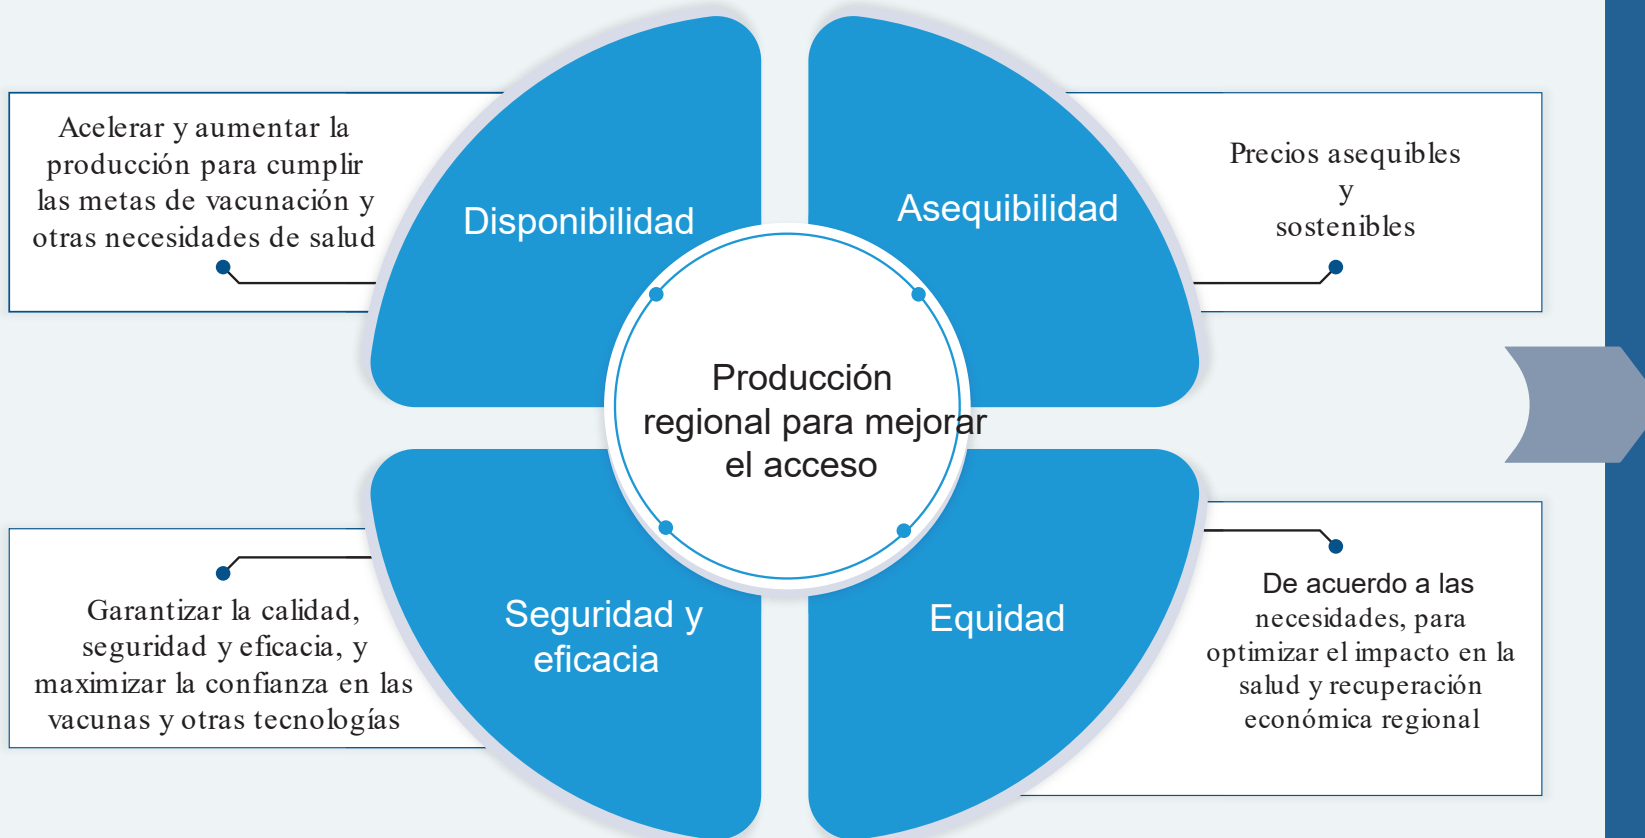 Acelerar y aumentar la
producción para cumplir
las metas de vacunación y
otras necesidades de salud
Disponibilidad
Asequibilidad
Precios asequibles
y
sostenibles
Producción
regional para mejorar
el acceso
Garantizar la calidad,
seguridad y eficacia, y
maximizar la confianza en las
vacunas y otras tecnologías
Seguridad y
eficacia
Equidad
De acuerdo a las
necesidades, para
optimizar el impacto en la
salud y recuperación
económica regional